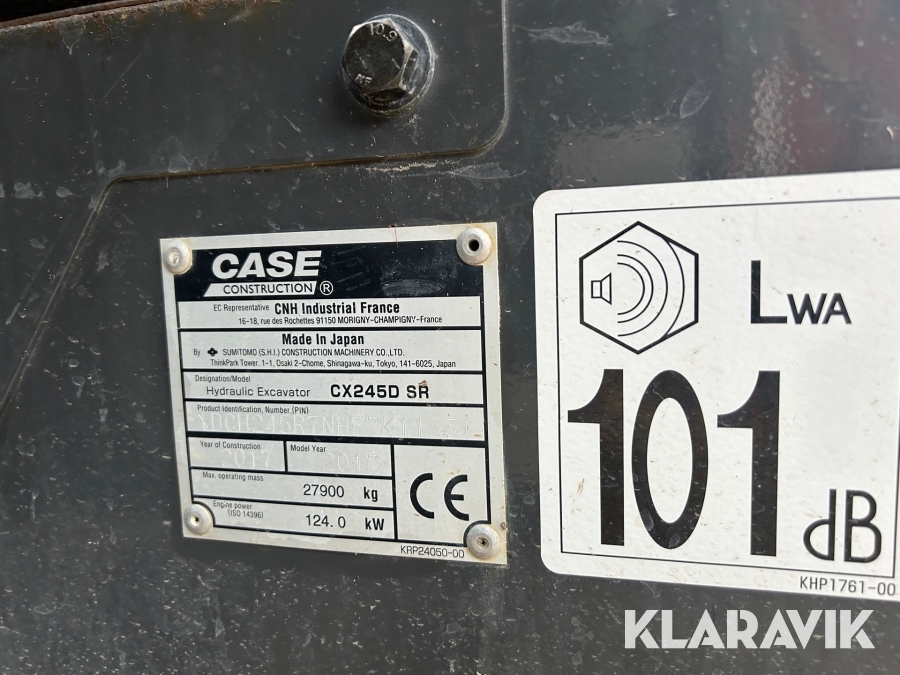 10.9
CASE
CONSTRUCTION ®
EC Representative CNH Industrial France
16-18, rue des Rochettes 91150 MORIGNY-CHAMPIGNY-France
Made in Japan
By SUMITOMO (S.H.I.) CONSTRUCTION MACHINERY CO.,LTD.
ThinkPark Tower. 1-1, Osaki 2-Chome, Shinagawa-ku, Tokyo, 141-6025, Japan
Designation/Model
Hydraulic Excavator CX245D SR
Product Identification, Number (PIN)
Year of Construction Model Year
2017 2017
Max. operating mass
27900 kg
Engine power
(ISO 14396)
124.0 kW
CE
KRP24050-00
LWA
101
dB
KHP1761-00
KLARAVIK